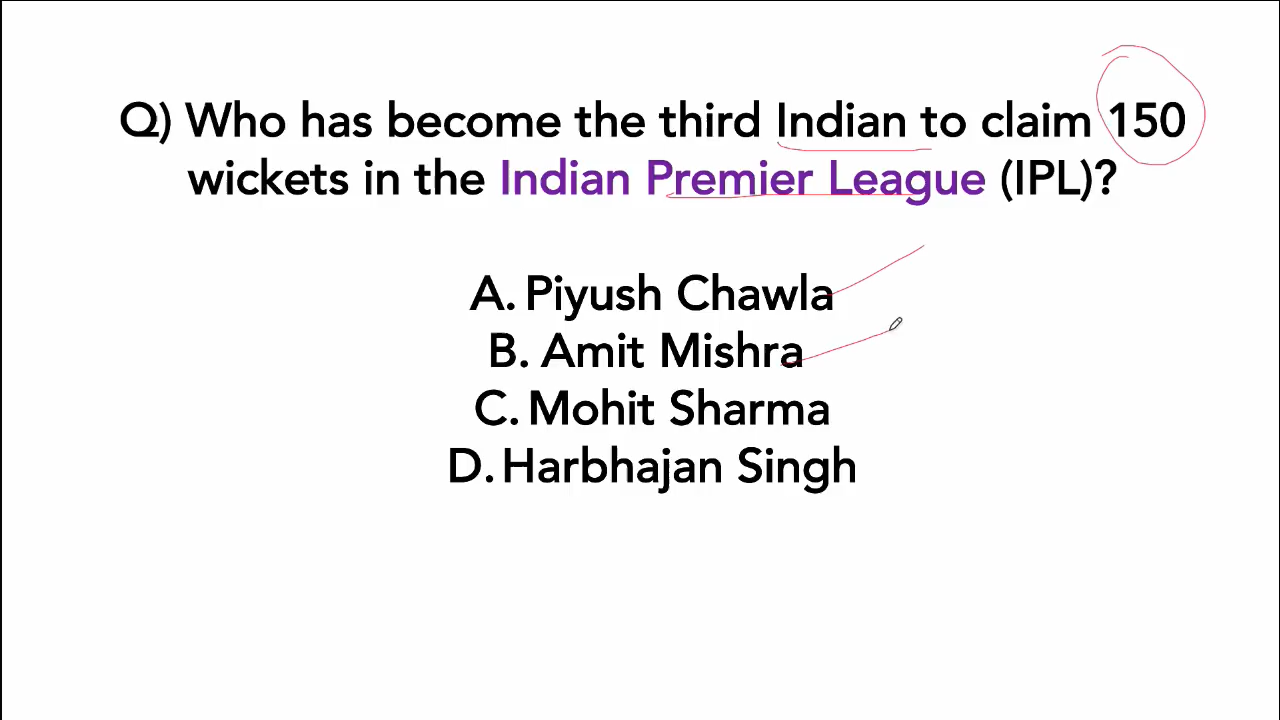 Q) Who has become the third Indian to claim 150
wickets in the Indian Premier League (IPL)?
A. Piyush Chawla
B. Amit Mishra
C. Mohit Sharma
D. Harbhajan Singh